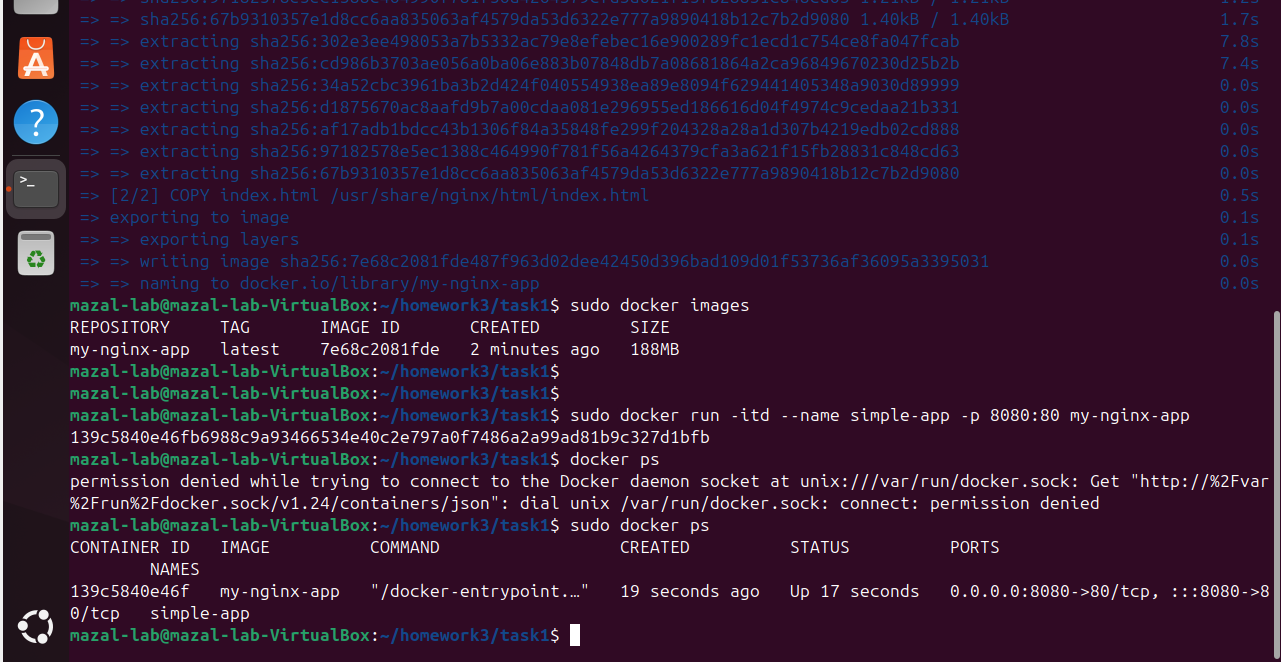 => => sha256:67b9310357e1d8cc6aa835063af4579da53d6322e777a9890418b12c7b2d9080 1.40kB / 1.40kB 1.7s
=> => extracting sha256:302e3ee498053a7b5332ac79e8efebec16e900289fc1ecd1c754ce8fa047fcab 7.8s
=> => extracting sha256:cd986b3703ae056a0ba06e883b07848db7a08681864a2ca96849670230d25b2b 7.4s
=> => extracting sha256:34a52cbc3961ba3b2d424f040554938ea89e8094f629441405348a9030d89999 0.0s
=> => extracting sha256:d1875670ac8aafd9b7a00cdaa081e296955ed186616d04f4974c9cedaa21b331 0.0s
=> => extracting sha256:af17adb1bdcc43b1306f84a35848fe299f204328a28a1d307b4219edb02cd888 0.0s
=> => extracting sha256:97182578e5ec1388c464990f781f56a4264379cfa3a621f15fb28831c848cd63 0.0s
=> => extracting sha256:67b9310357e1d8cc6aa835063af4579da53d6322e777a9890418b12c7b2d9080 0.0s
=> [2/2] COPY index.html /usr/share/nginx/html/index.html 0.5s
=> exporting to image 0.1s
=> => exporting layers 0.1s
=> => writing image sha256:7e68c2081fde487f963d02dee42450d396bad109d01f53736af36095a3395031 0.0s
=> => naming to docker.io/library/my-nginx-app 0.0s
mazal-lab@mazal-lab-VirtualBox:~/homework3/task1$ sudo docker images
REPOSITORY TAG IMAGE ID CREATED SIZE
my-nginx-app latest 7e68c2081fde 2 minutes ago 188MB
mazal-lab@mazal-lab-VirtualBox:~/homework3/task1$
mazal-lab@mazal-lab-VirtualBox:~/homework3/task1$
mazal-lab@mazal-lab-VirtualBox:~/homework3/task1$ sudo docker run -itd --name simple-app -p 8080:80 my-nginx-app
139c5840e46fb6988c9a93466534e40c2e797a0f7486a2a99ad81b9c327d1bfb
mazal-lab@mazal-lab-VirtualBox:~/homework3/task1$ docker ps
permission denied while trying to connect to the Docker daemon socket at unix:///var/run/docker.sock: Get "http://%2Fvar
%2Frun%2Fdocker.sock/v1.24/containers/json": dial unix /var/run/docker.sock: connect: permission denied
mazal-lab@mazal-lab-VirtualBox:~/homework3/task1$ sudo docker ps
CONTAINER ID IMAGE COMMAND CREATED STATUS PORTS
NAMES
139c5840e46f my-nginx-app "/docker-entrypoint.…" 19 seconds ago Up 17 seconds 0.0.0.0:8080->80/tcp, :::8080->8
0/tcp simple-app
mazal-lab@mazal-lab-VirtualBox:~/homework3/task1$